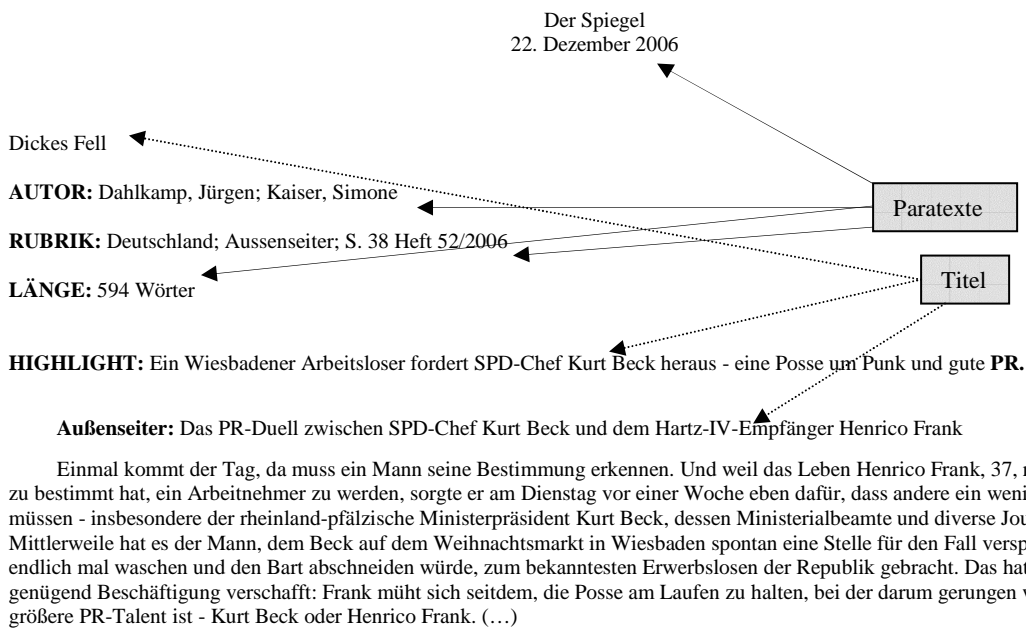 Der Spiegel
22. Dezember 2006
Dickes Fell
AUTOR: Dahlkamp, Jürgen; Kaiser, Simone
Paratexte
RUBRIK: Deutschland; Aussenseiter; S. 38 Heft 52/2006
Titel
LÄNGE: 594 Wörter
HIGHLIGHT: Ein Wiesbadener Arbeitsloser fordert SPD-Chef Kurt Beck heraus - eine Posse um Punk und gute PR.
Außenseiter: Das PR-Duell zwischen SPD-Chef Kurt Beck und dem Hartz-IV-Empfänger Henrico Frank
Einmal kommt der Tag, da muss ein Mann seine Bestimmung erkennen. Und weil das Leben Henrico Frank, 37,
zu bestimmt hat, ein Arbeitnehmer zu werden, sorgte er am Dienstag vor einer Woche eben dafür, dass andere ein
müssen - insbesondere der rheinland-pfälzische Ministerpräsident Kurt Beck, dessen Ministerialbeamte und diverse
Mittlerweile hat es der Mann, dem Beck auf dem Weihnachtsmarkt in Wiesbaden spontan eine Stelle für den Fall
endlich mal waschen und den Bart abschneiden würde, zum bekanntesten Erwerbslosen der Republik gebracht. Das hat
genügend Beschäftigung verschafft: Frank müht sich seitdem, die Posse am Laufen zu halten, bei der darum gerungen
größere PR-Talent ist - Kurt Beck oder Henrico Frank. (…)